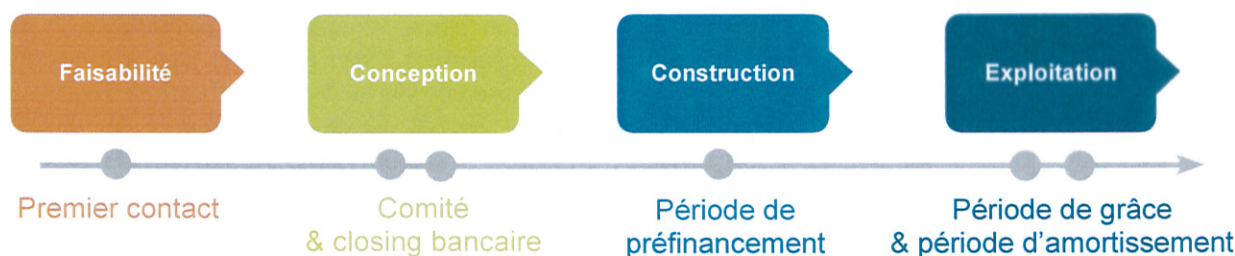 Faisabilité
Conception
Construction
Exploitation
Premier contact
Comité
& closing bancaire
Période de
préfinancement
Période de grâce
& période d'amortissement